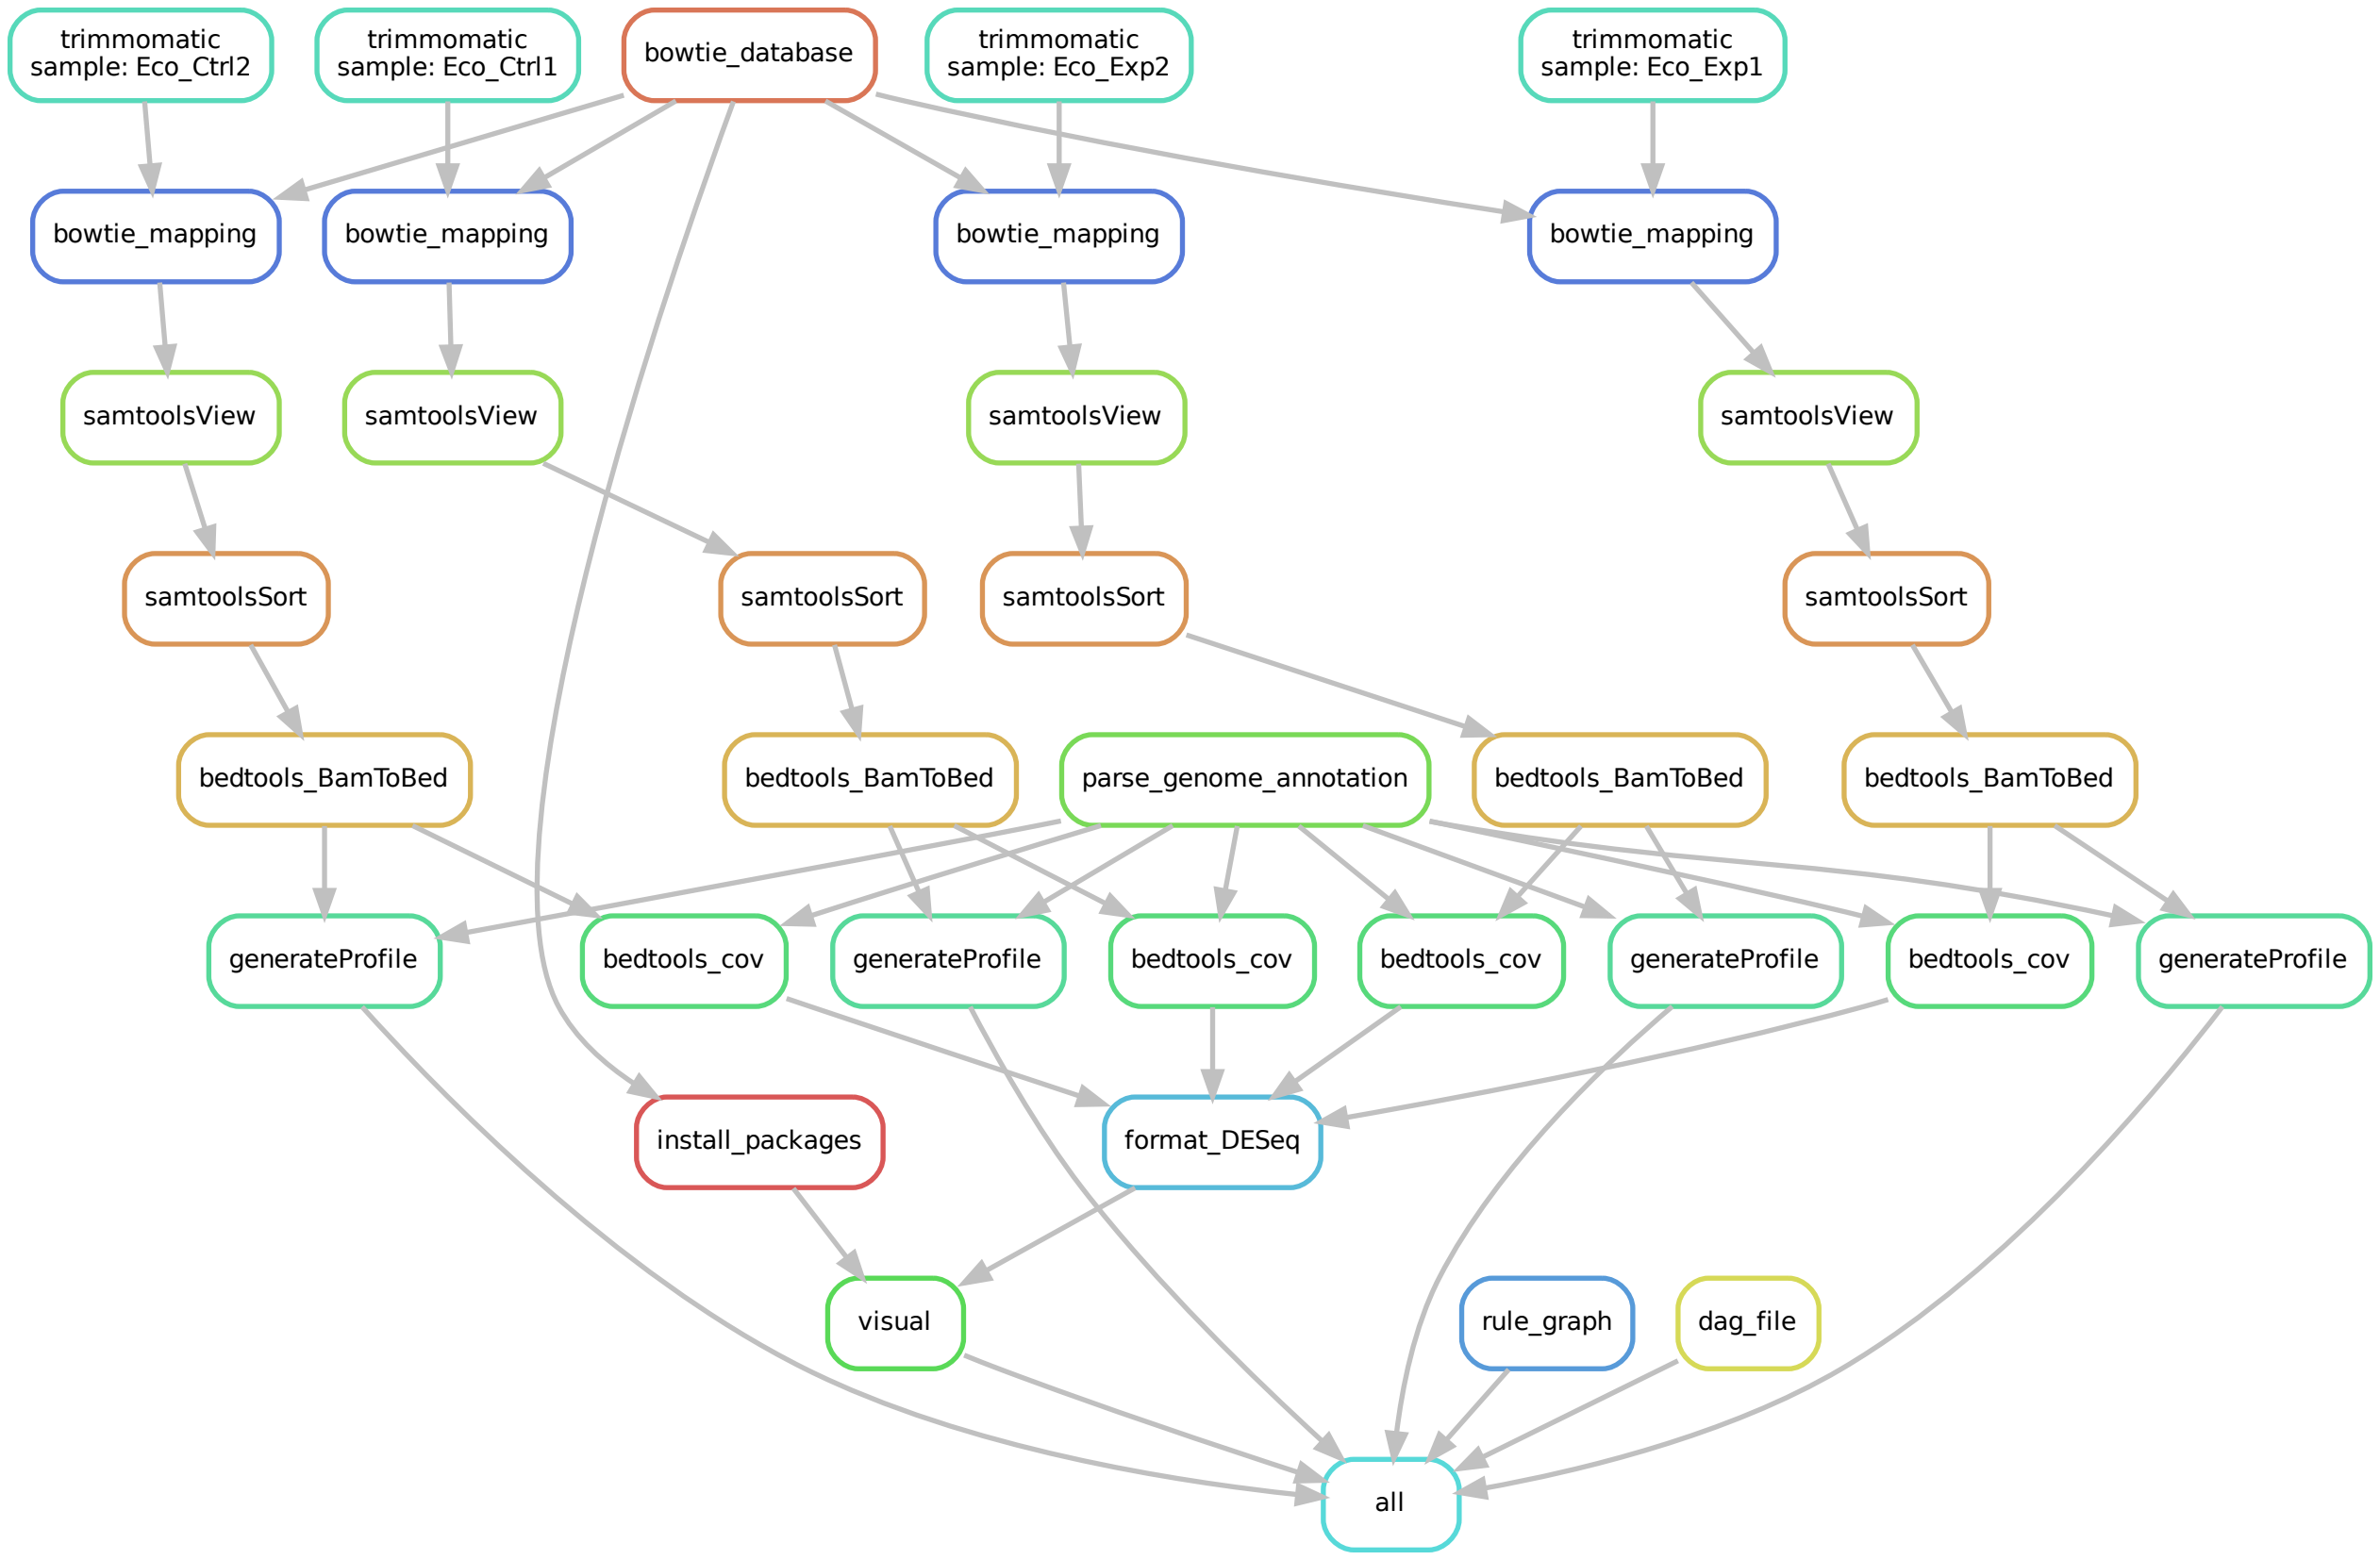 trimmomatic
sample: Eco_Ctrl2
trimmomatic
sample: Eco_Ctrl1
bowtie_database
trimmomatic
sample: Eco_Exp2
trimmomatic
sample: Eco_Exp1
bowtie_mapping
bowtie_mapping
bowtie_mapping
bowtie_mapping
samtoolsView
samtoolsView
samtoolsView
samtoolsView
samtoolsSort
samtoolsSort
samtoolsSort
samtoolsSort
bedtools_BamToBed
bedtools_BamToBed
parse_genome_annotation
bedtools_BamToBed
bedtools_BamToBed
generateProfile
bedtools_cov
generateProfile
bedtools_cov
bedtools_cov
generateProfile
bedtools_cov
generateProfile
install_packages
format_DESeq
visual
rule_graph
dag_file
all